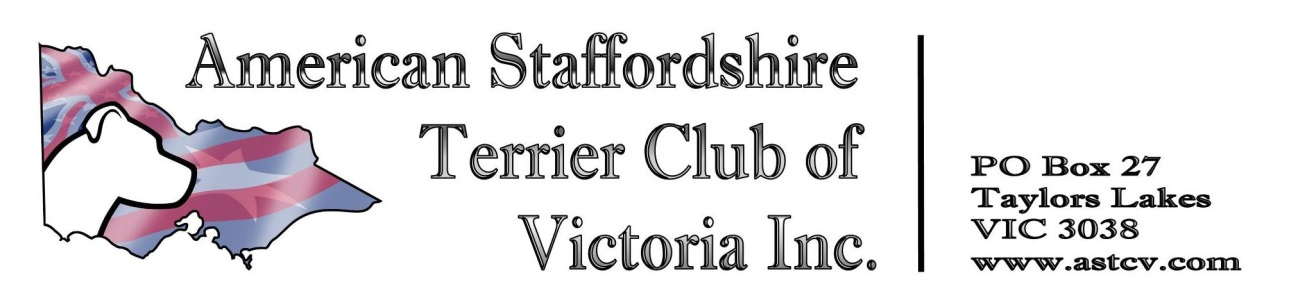 American Staffordshire
Terrier Club of
Victoria Inc.
PO Box 27
Taylors Lakes
VIC 3038
www.astcv.com